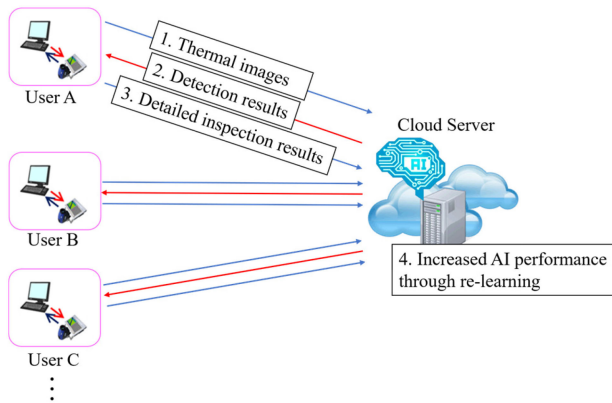 1. Thermal images
2. Detection results
3. Detailed inspection results
User A
Cloud Server
AI
User B
4. Increased AI performance
through re-learning
User C